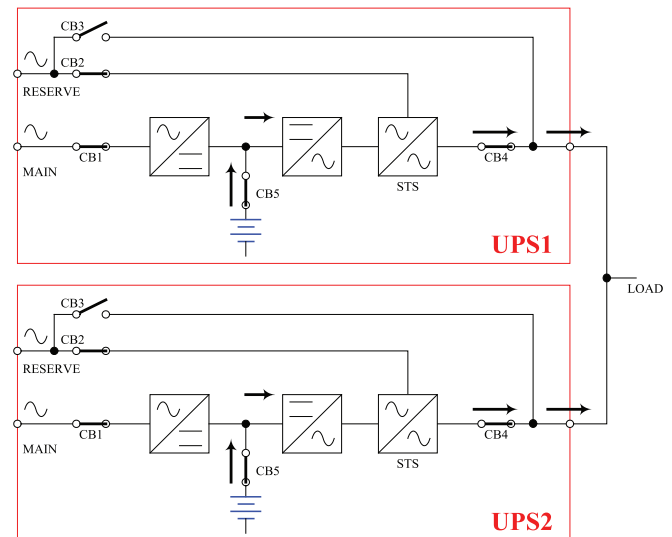 CB3
CB2
RESERVE
MAIN
CB1
CB5
STS
CB4
UPS1
LOAD
CB3
CB2
RESERVE
MAIN
CB1
CB5
STS
CB4
UPS2